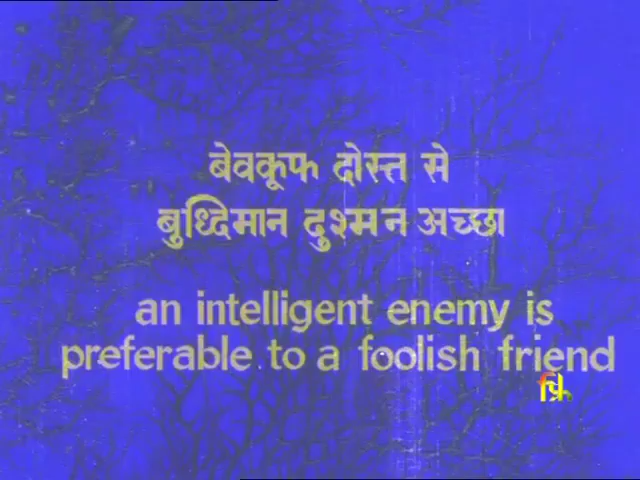 बेवकूफ दोस्त से
बुध्दिमान दुश्मन अच्छा
an intelligent enemy is
preferable to a foolish friend